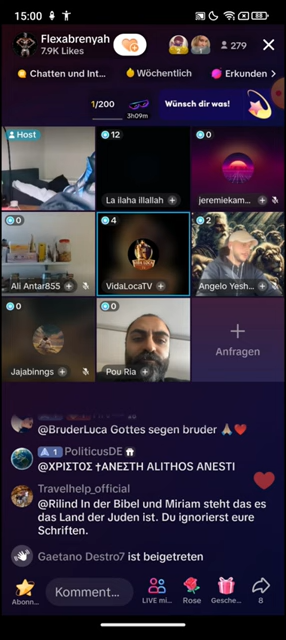 15:00
88
Flexabrenyah
7.9K Likes
279
Chatten und Int...
Wöchentlich
Erkunden
1/200
3h09m
Wünsch dir was!
Host
12
0
La ilaha illallah
jeremiekam...
0
4
2
Ali Antar8S5
VidaLocaTV
Angelo Yesh...
0
0
Jajabinngs
Pou Ria
Anfragen
@BruderLuca Gottes segen bruder 🙏🏼❤️
1 PoliticusDE
@ΧΡΙΣΤΟΣ †ΑΝΕΣΤΗ ALITHOS ANESTI
Travelhelp_official
@Rilind In der Bibel und Miriam steht das es
das Land der Juden ist. Du ignorierst eure
Schriften.
Gaetano Destro7 ist beigetreten
Kommentar...
Abonn...
LIVE mi...
Rose
Gesche...
8